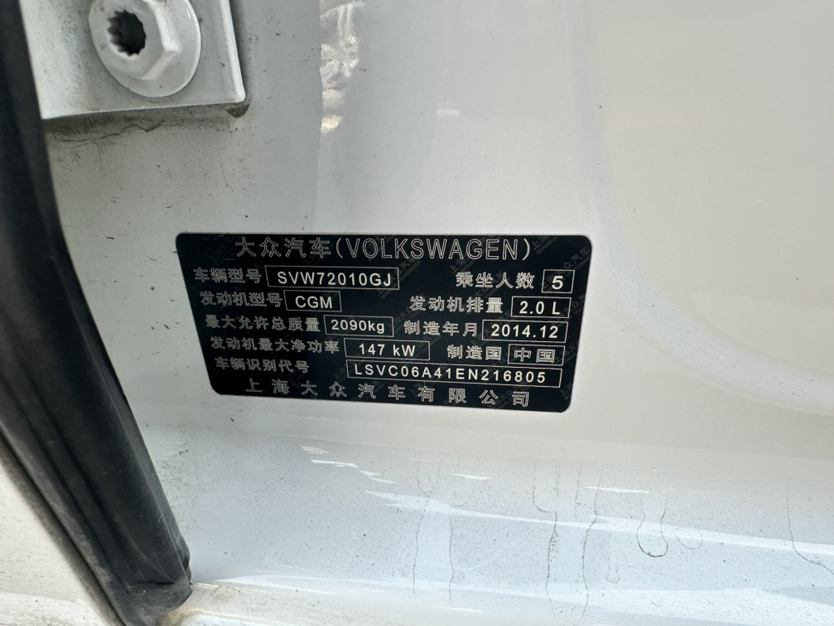 大众汽车(VOLKSWAGEN)
车辆型号 SVW72010GJ 乘坐人数 5
发动机型号 CGM 发动机排量 2.0 L
最大允许总质量 2090kg 制造年月 2014.12
发动机最大净功率 147 kW 制造国 中国
车辆识别代号 LSVC06A41EN216805
上海大众汽车有限公司